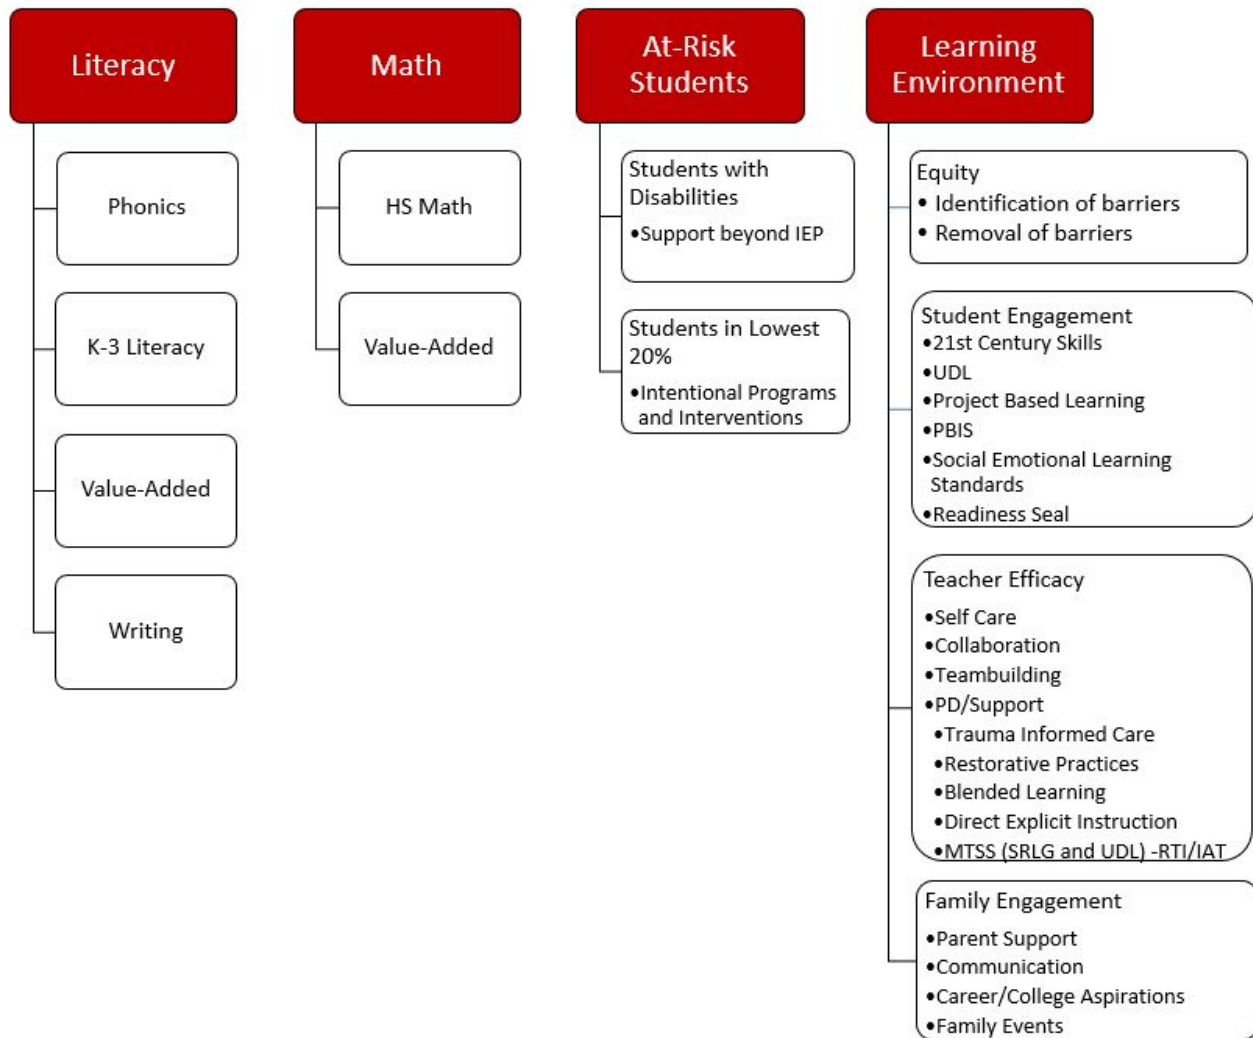 Literacy
Phonics
K-3 Literacy
Value-Added
Writing
Math
HS Math
Value-Added
At-Risk
Students
Students with
Disabilities
•Support beyond IEP
Students in Lowest
20%
•Intentional Programs
and Interventions
Learning
Environment
Equity
• Identification of barriers
• Removal of barriers
Student Engagement
•21st Century Skills
•UDL
•Project Based Learning
•PBIS
•Social Emotional Learning
Standards
•Readiness Seal
Teacher Efficacy
•Self Care
•Collaboration
•Teambuilding
•PD/Support
•Trauma Informed Care
•Restorative Practices
•Blended Learning
•Direct Explicit Instruction
•MTSS (SRLG and UDL) -RTI/IAT
Family Engagement
•Parent Support
•Communication
•Career/College Aspirations
•Family Events